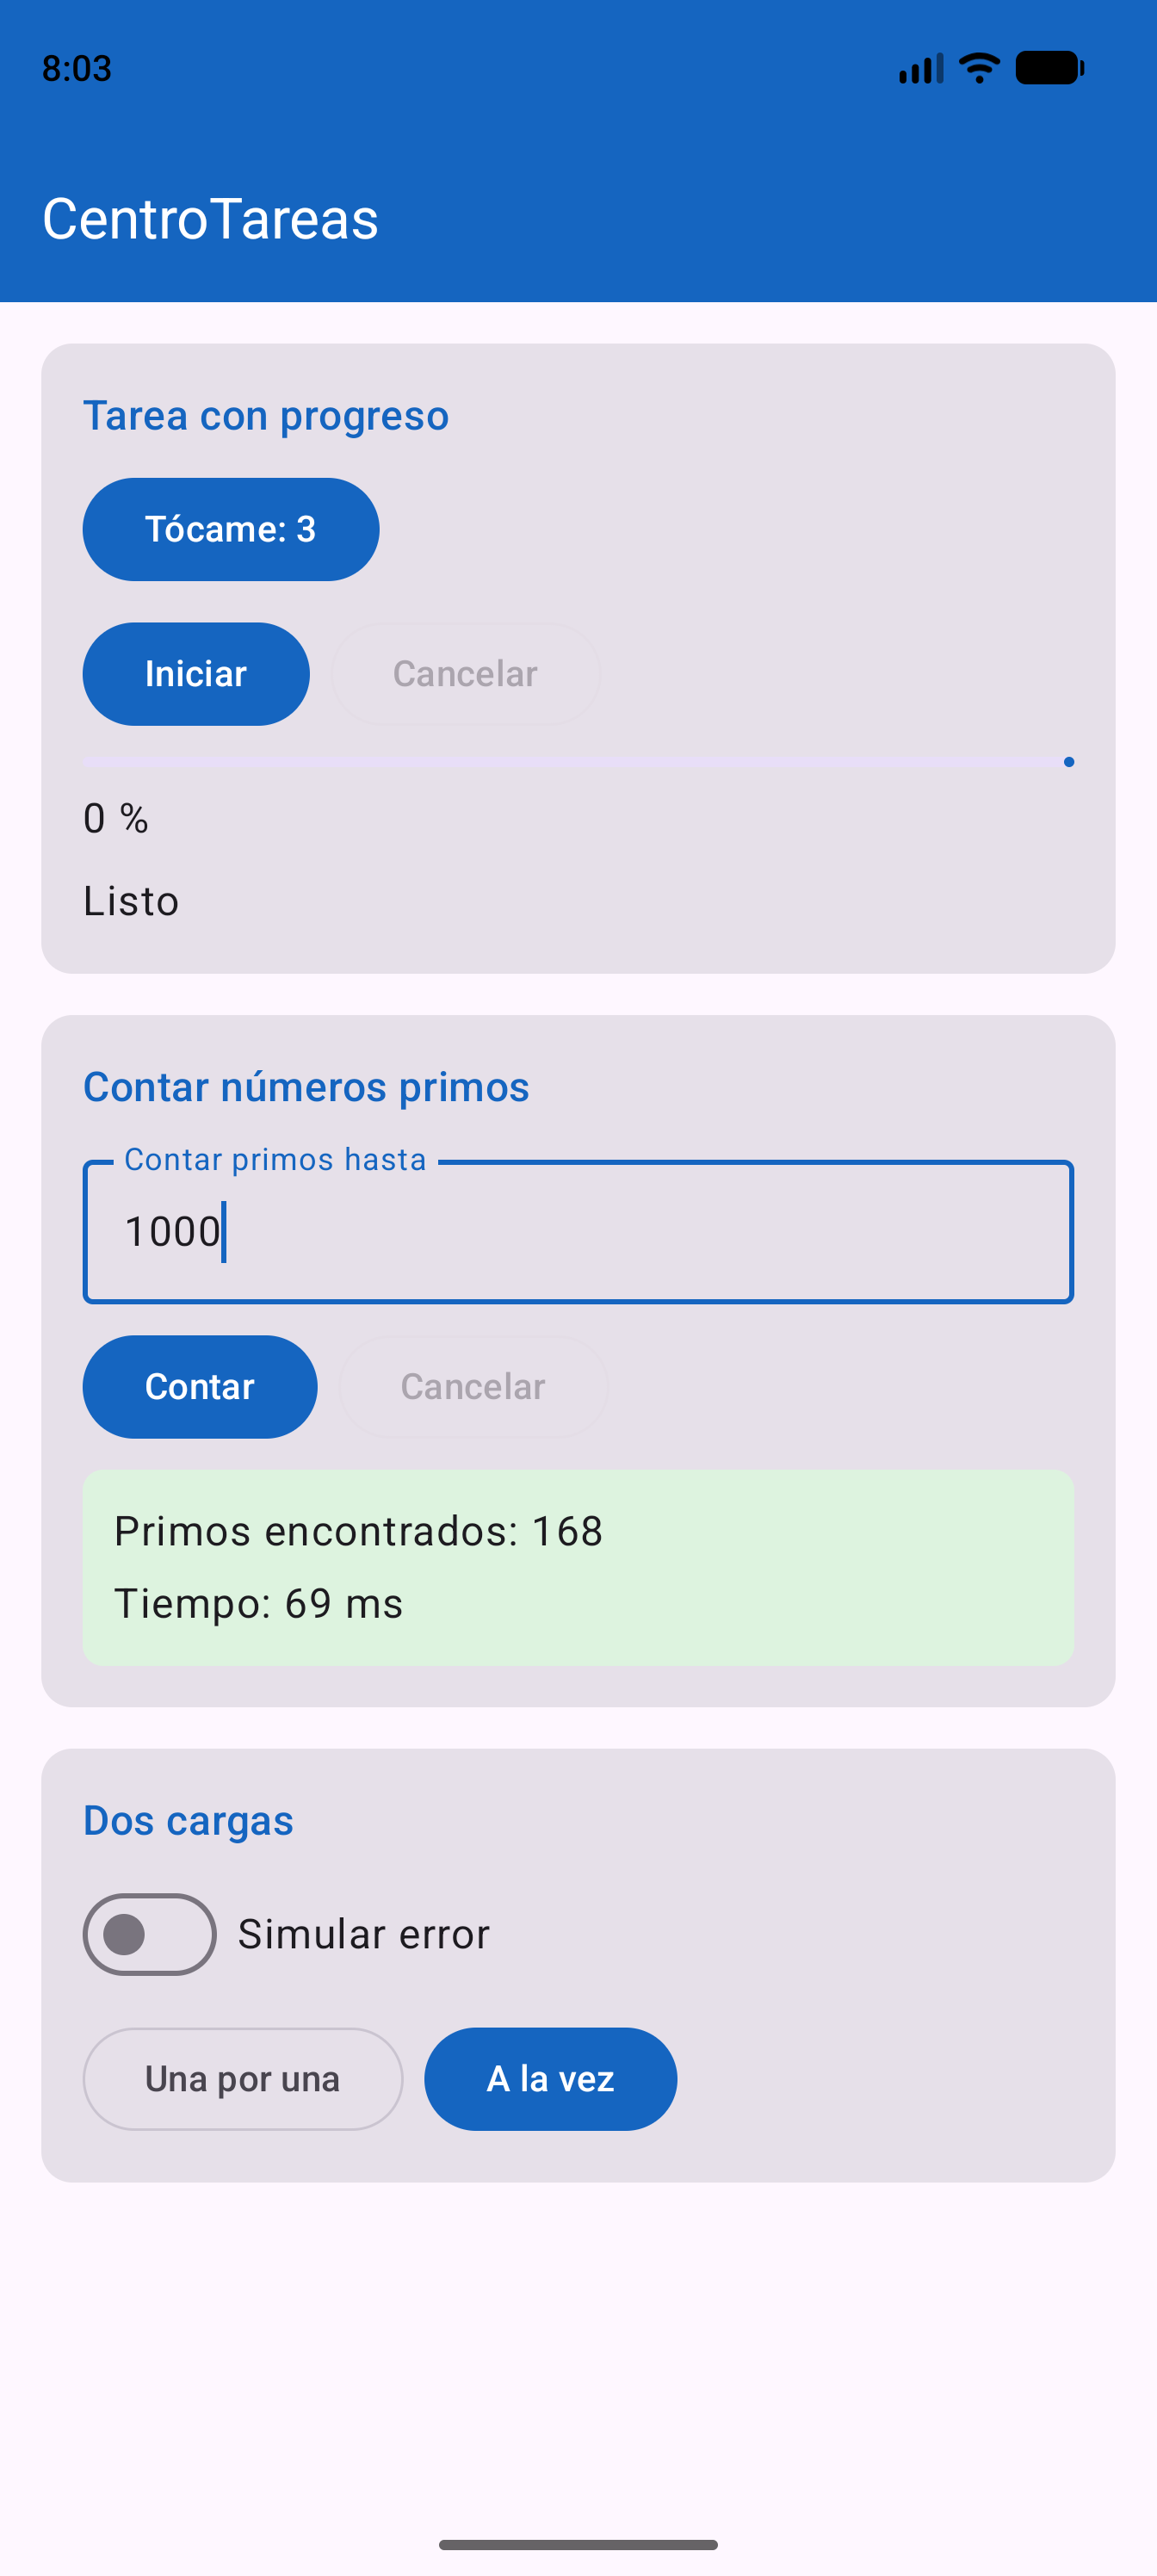 8:03
CentroTareas
Tarea con progreso
Tócame: 3
Iniciar Cancelar
0 %
Listo
Contar números primos
Contar primos hasta
1000
Contar Cancelar
Primos encontrados: 168
Tiempo: 69 ms
Dos cargas
Simular error
Una por una A la vez